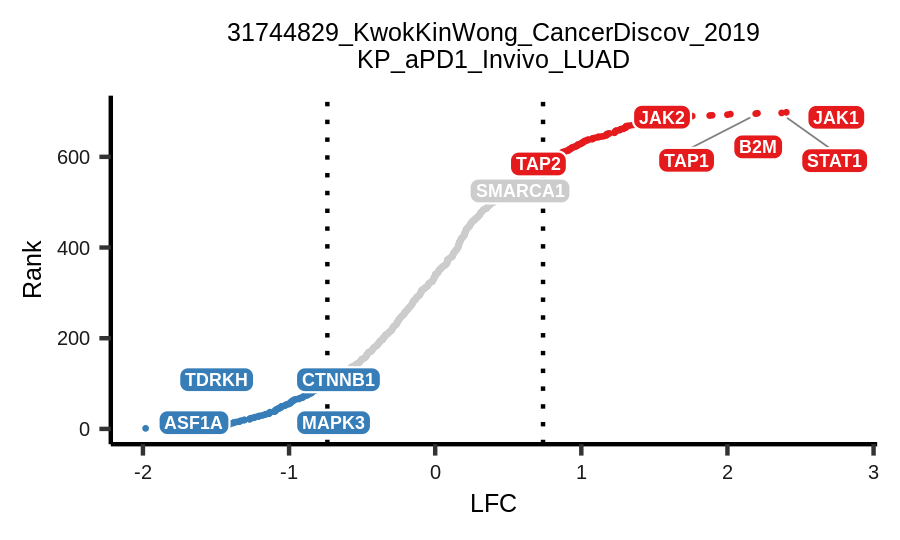 31744829_KwokKinWong_CancerDiscov_2019
KP_aPD1_Invivo_LUAD
Rank
600
400
200
0
JAK2
JAK1
TAP2
TAP1
B2M
STAT1
SMARCA1
TDRKH
CTNNB1
ASF1A
MAPK3
-2
-1
0
1
2
3
LFC